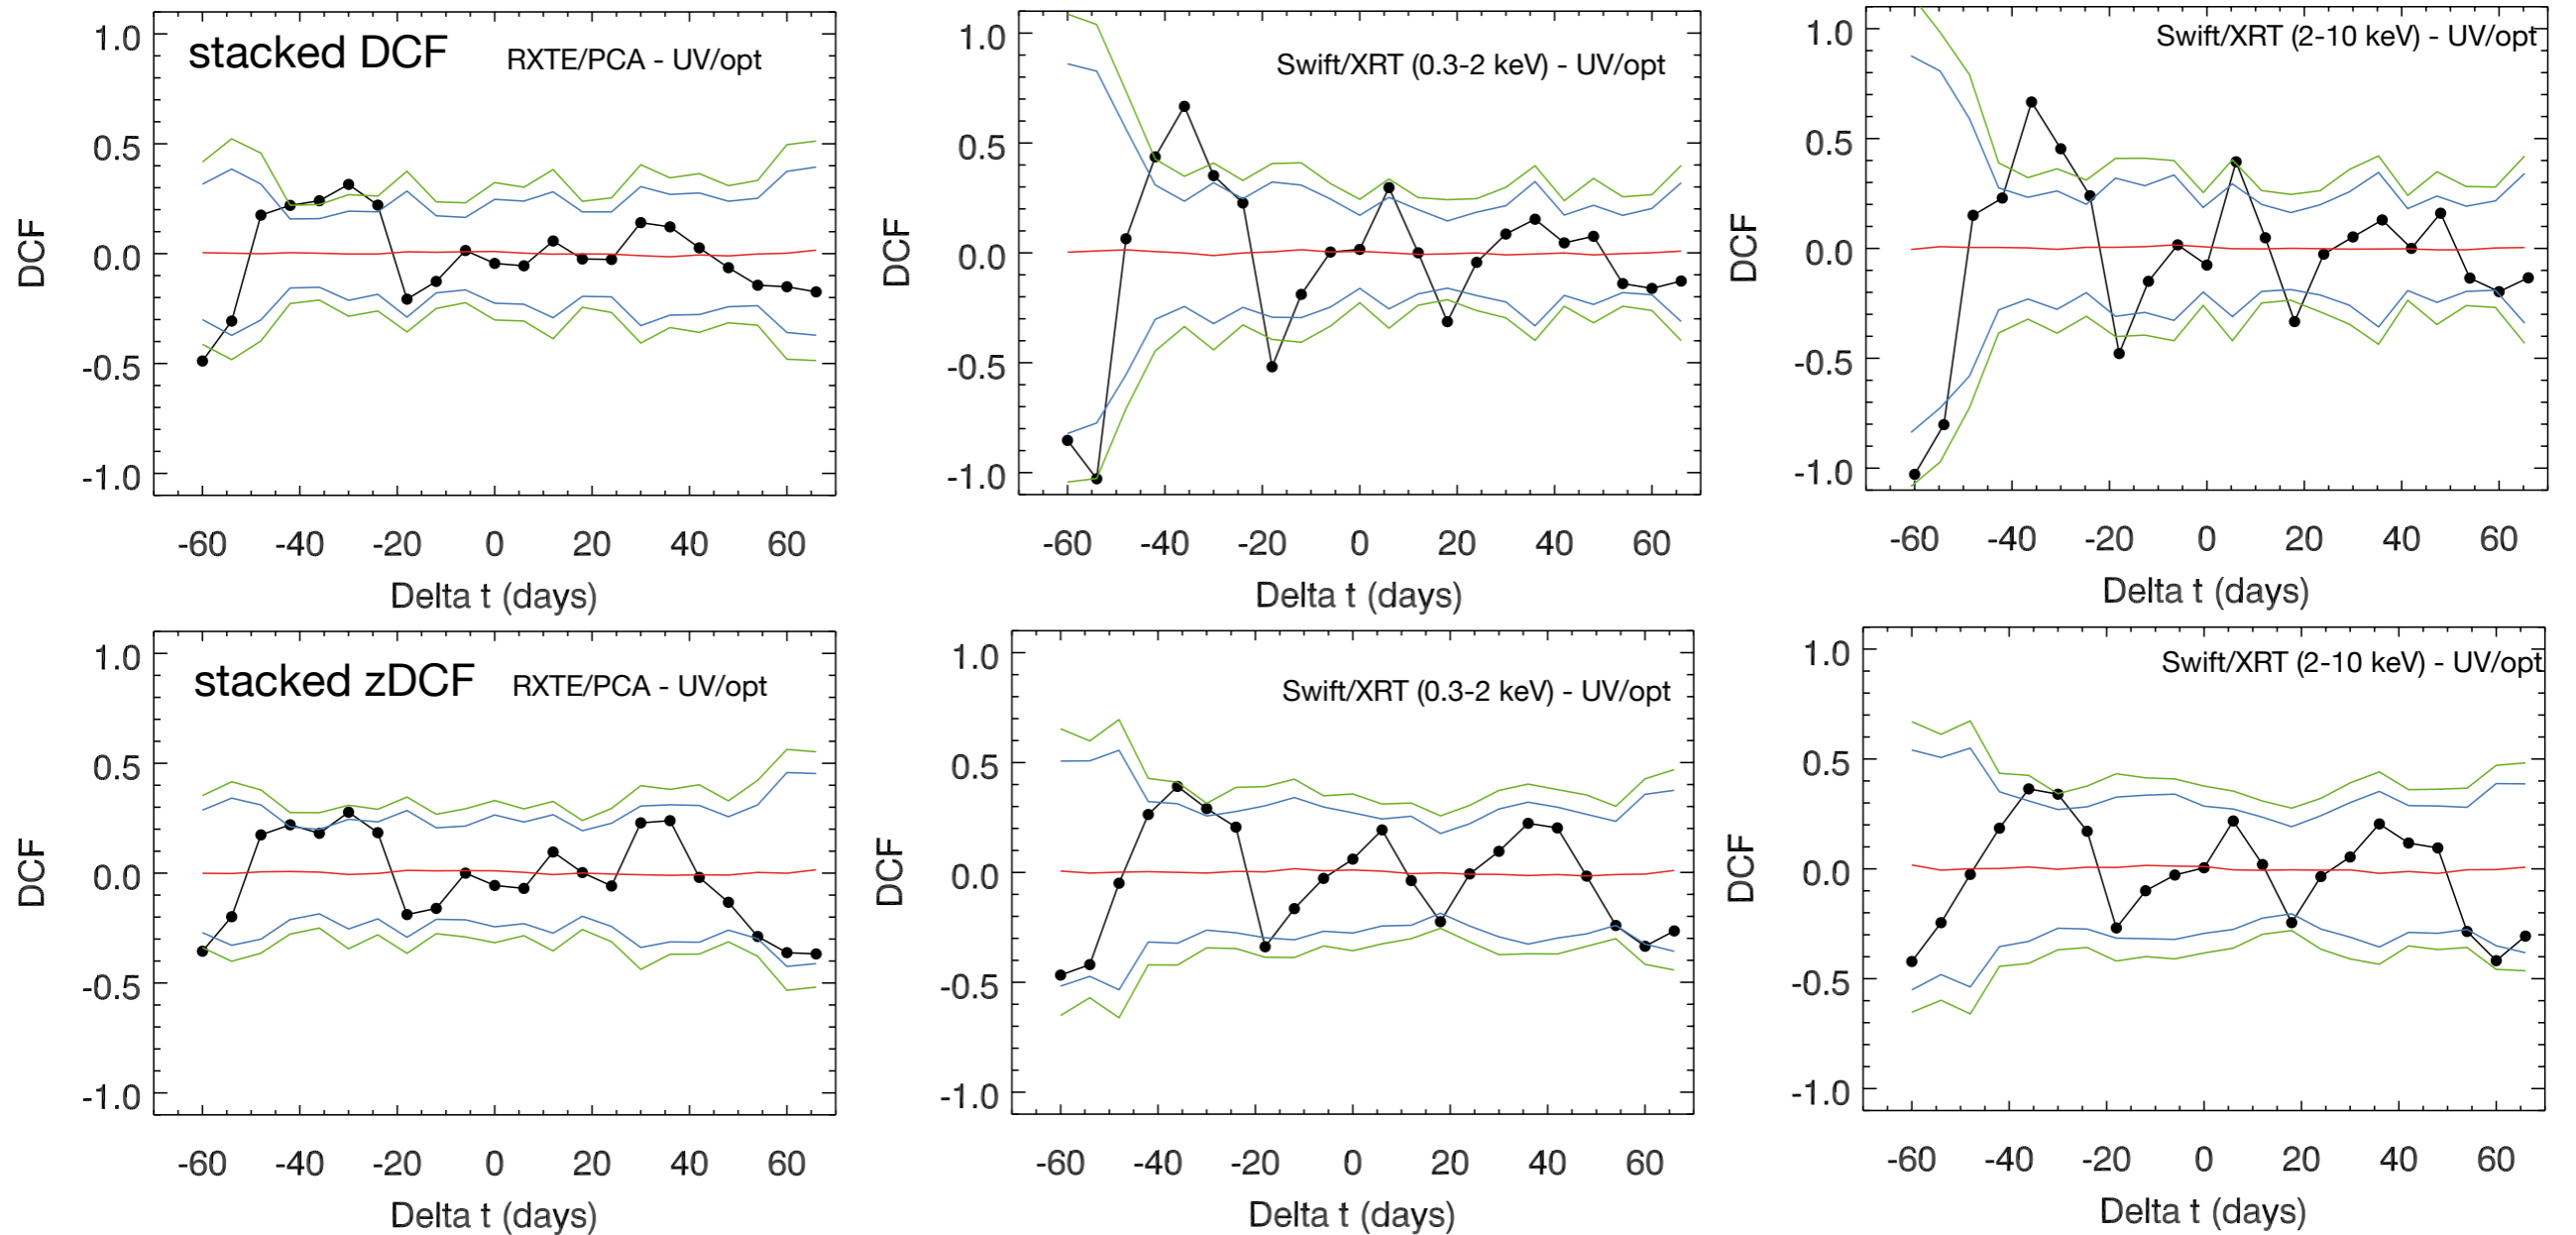 stacked DCF RXTE/PCA - UV/opt
1.0
0.5
0.0
-0.5
-1.0
DCF
-60 -40 -20 0 20 40 60
Delta t (days)
Swift/XRT (0.3-2 keV) - UV/opt
1.0
0.5
0.0
-0.5
-1.0
DCF
-60 -40 -20 0 20 40 60
Delta t (days)
Swift/XRT (2-10 keV) - UV/opt
1.0
0.5
0.0
-0.5
-1.0
DCF
-60 -40 -20 0 20 40 60
Delta t (days)
stacked zDCF RXTE/PCA - UV/opt
1.0
0.5
0.0
-0.5
-1.0
DCF
-60 -40 -20 0 20 40 60
Delta t (days)
Swift/XRT (0.3-2 keV) - UV/opt
1.0
0.5
0.0
-0.5
-1.0
DCF
-60 -40 -20 0 20 40 60
Delta t (days)
Swift/XRT (2-10 keV) - UV/opt
1.0
0.5
0.0
-0.5
-1.0
DCF
-60 -40 -20 0 20 40 60
Delta t (days)